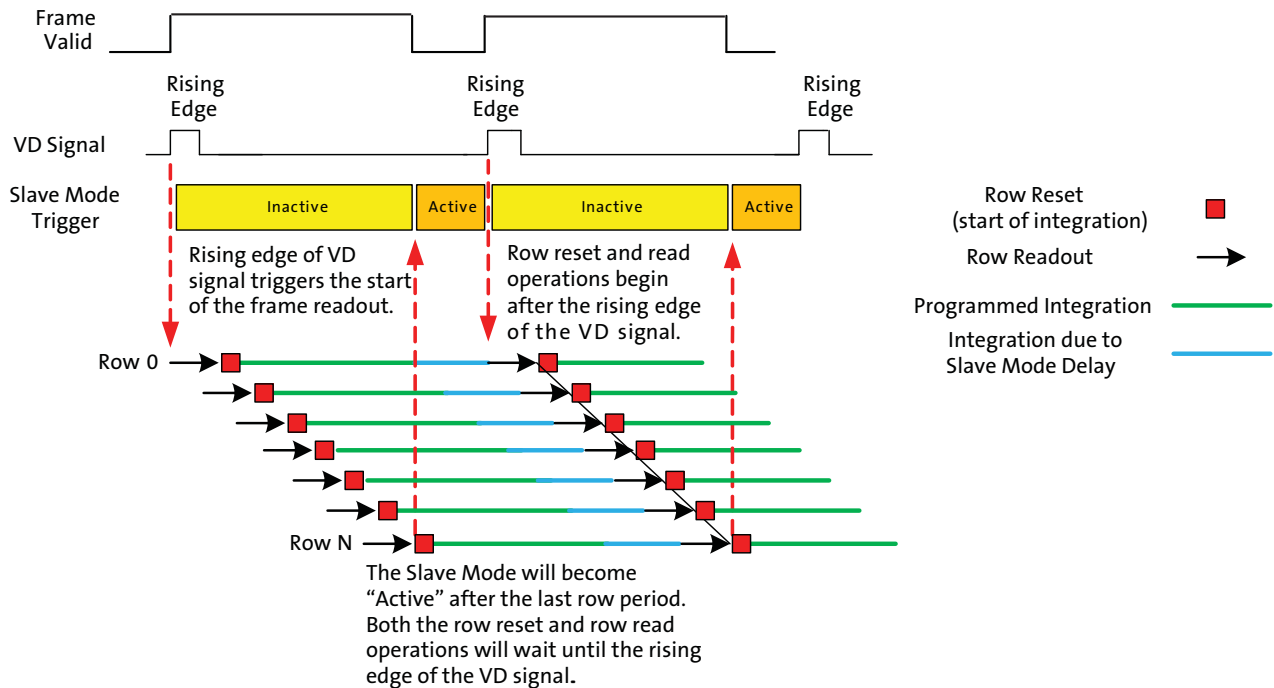 Frame
Valid
Rising
Edge
Rising
Edge
Rising
Edge
VD Signal
Slave Mode
Trigger
Inactive
Active
Inactive
Active
Rising edge of VD
signal triggers the start
of the frame readout.
Row reset and read
operations begin
after the rising edge
of the VD signal.
Row Reset
(start of integration)
Row Readout
Programmed Integration
Integration due to
Slave Mode Delay
Row 0
Row N
The Slave Mode will become
“Active” after the last row period.
Both the row reset and row read
operations will wait until the rising
edge of the VD signal.